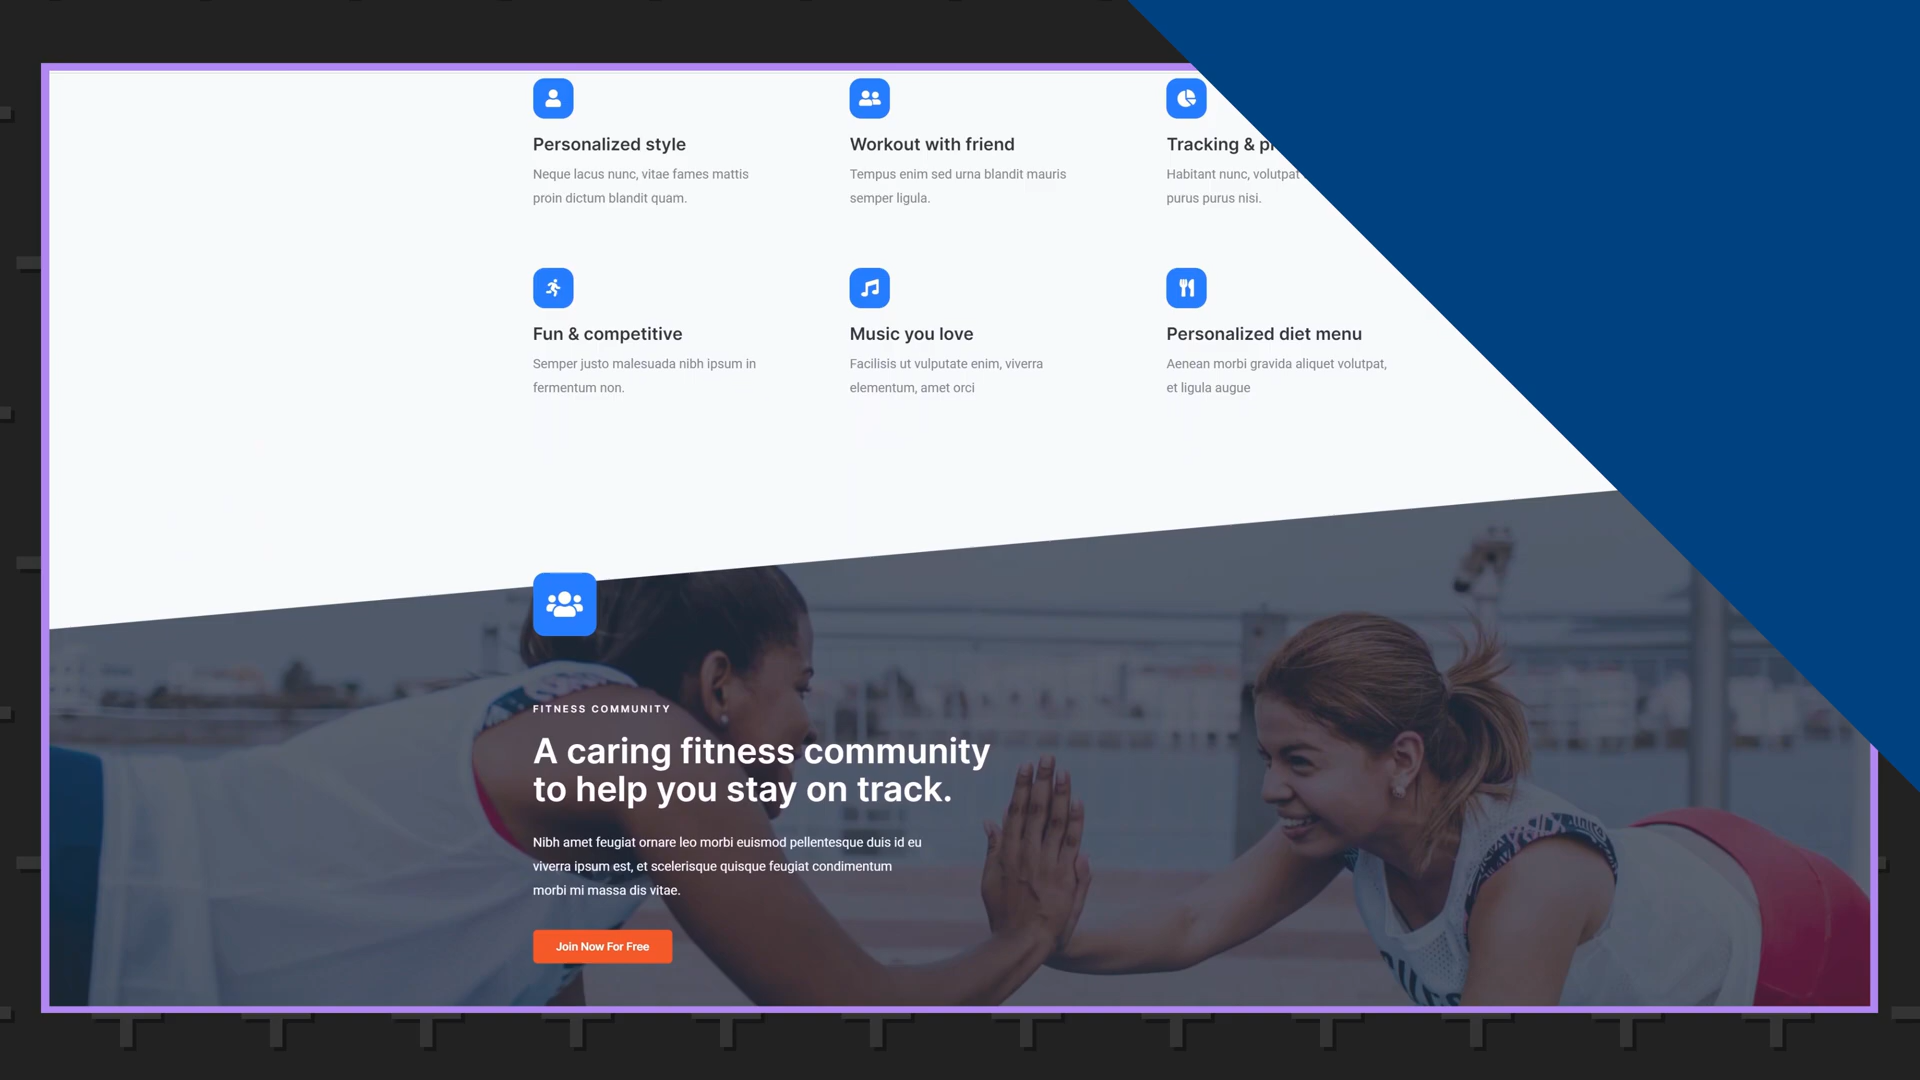 Personalized style
Neque lacus nunc, vitae fames mattis
proin dictum blandit quam.
Workout with friend
Tempus enim sed urna blandit mauris
semper ligula.
Tracking &
Habitant nunc, volutpat
purus purus nisi.
Fun & competitive
Semper justo malesuada nibh ipsum in
fermentum non.
Music you love
Facilisis ut vulputate enim, viverra
elementum, amet orci
Personalized diet menu
Aenean morbi gravida aliquet volutpat,
et ligula augue
FITNESS COMMUNITY
A caring fitness community
to help you stay on track.
Nibh amet feugiat ornare leo morbi euismod pellentesque duis id eu
viverra ipsum est, et scelerisque quisque feugiat condimentum
morbi mi massa dis vitae.
Join Now For Free